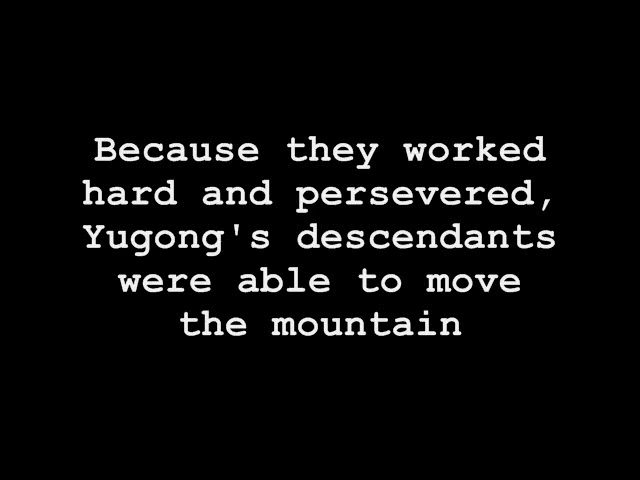 Because they worked
hard and persevered,
Yugong's descendants
were able to move
the mountain